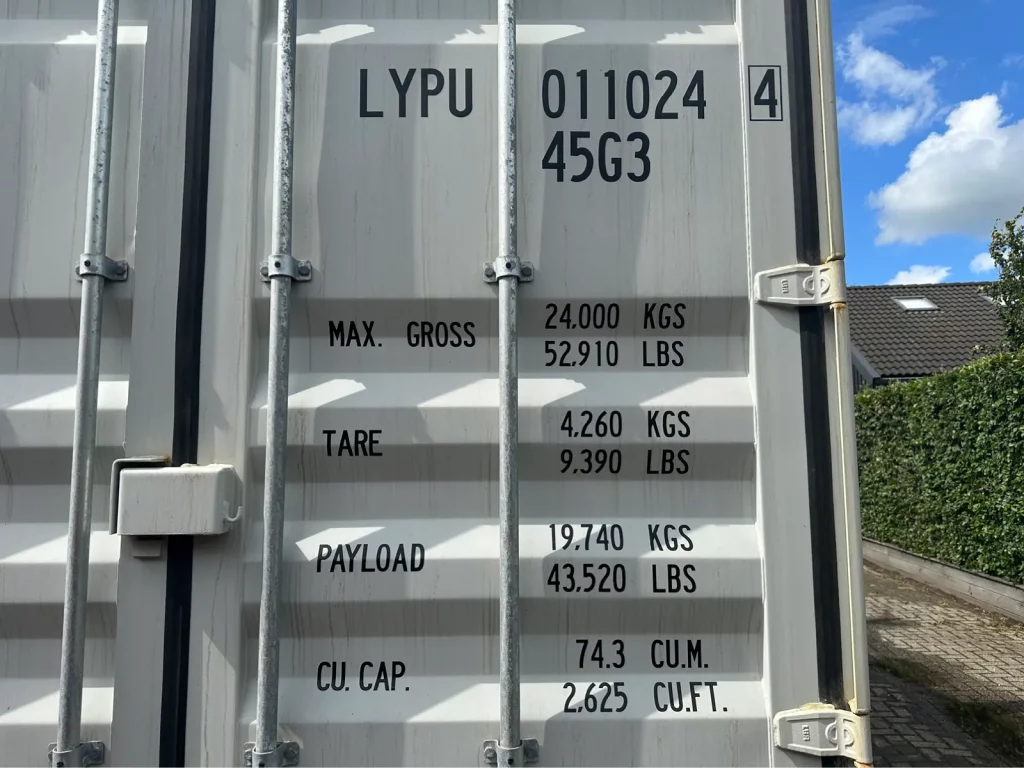 LYPU 011024 4
45G3
MAX. GROSS 24,000 KGS
52,910 LBS
TARE 4,260 KGS
9,390 LBS
PAYLOAD 19,740 KGS
43,520 LBS
CU. CAP. 74.3 CU.M.
2,625 CU.FT.